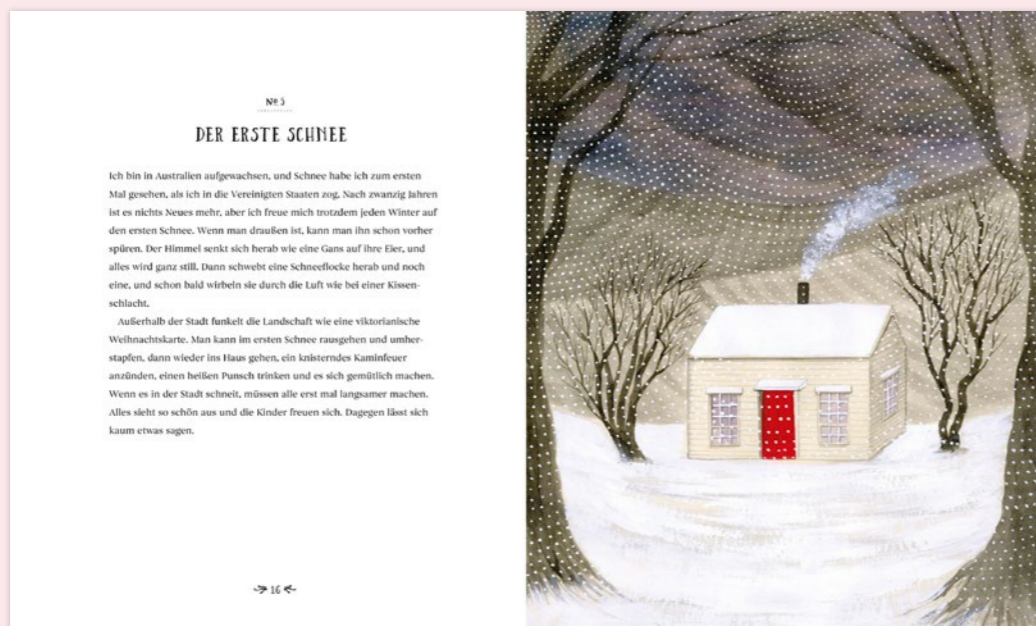 Nº 5
DER ERSTE SCHNEE
Ich bin in Australien aufgewachsen, und Schnee habe ich zum ersten
Mal gesehen, als ich in die Vereinigten Staaten zog. Nach zwanzig Jahren
ist es nichts Neues mehr, aber ich freue mich trotzdem jeden Winter auf
den ersten Schnee. Wenn man draußen ist, kann man ihn schon vorher
spüren. Der Himmel senkt sich herab wie eine Gans auf ihre Eier, und
alles wird ganz still. Dann schwebt eine Schneeflocke herab und noch
eine, und schon bald wirbeln sie durch die Luft wie bei einer Kissen-
schlacht.
Außerhalb der Stadt funkelt die Landschaft wie eine viktorianische
Weihnachtskarte. Man kann im ersten Schnee rausgehen und umher-
stapfen, dann wieder ins Haus gehen, ein knisterndes Kaminfeuer
anzünden, einen heißen Punsch trinken und es sich gemütlich machen.
Wenn es in der Stadt schneit, müssen alle erst mal langsamer machen.
Alles sieht so schön aus und die Kinder freuen sich. Dagegen lässt sich
kaum etwas sagen.
16